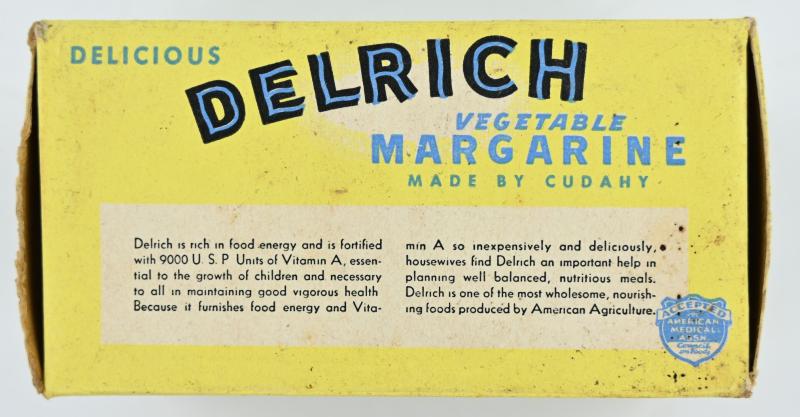 DELICIOUS
DELRICH
VEGETABLE
MARGARINE
MADE BY CUDAHY
Delrich is rich in food energy and is fortified
with 9000 U. S. P Units of Vitamin A, essen-
tial to the growth of children and necessary
to all in maintaining good vigorous health
Because it furnishes food energy and Vita-
min A so inexpensively and deliciously,
housewives find Delrich an important help in
planning well balanced, nutritious meals.
Delrich is one of the most wholesome, nourish-
ing foods produced by American Agriculture.
ACCEPTED
AMERICAN
MEDICAL
ASSN.
Council
on Foods